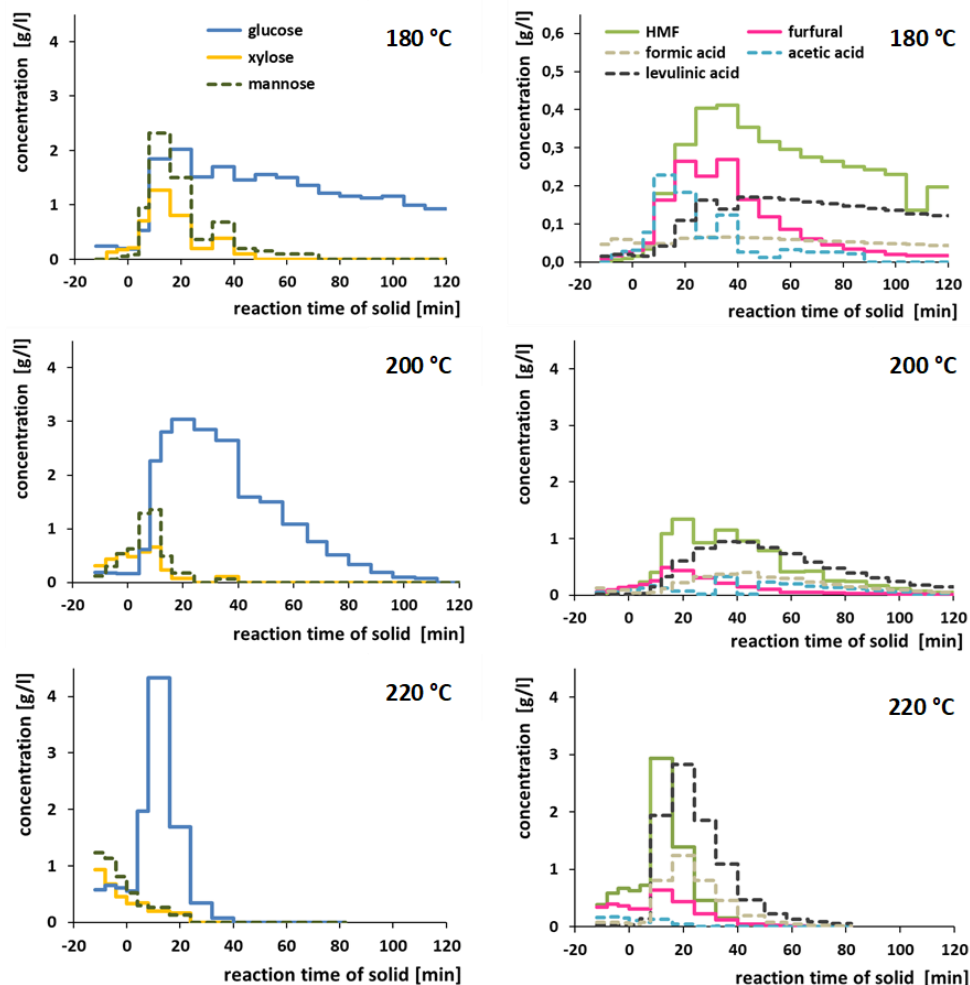 concentration [g/l]
180 °C
glucose
xylose
mannose
4
3
2
1
0
-20 0 20 40 60 80 100 120
reaction time of solid [min]
concentration [g/l]
180 °C
HMF furfural
formic acid acetic acid
levulinic acid
0,6
0,5
0,4
0,3
0,2
0,1
0,0
-20 0 20 40 60 80 100 120
reaction time of solid [min]
concentration [g/l]
200 °C
4
3
2
1
0
-20 0 20 40 60 80 100 120
reaction time of solid [min]
concentration [g/l]
200 °C
4
3
2
1
0
-20 0 20 40 60 80 100 120
reaction time of solid [min]
concentration [g/l]
220 °C
4
3
2
1
0
-20 0 20 40 60 80 100 120
reaction time of solid [min]
concentration [g/l]
220 °C
4
3
2
1
0
-20 0 20 40 60 80 100 120
reaction time of solid [min]